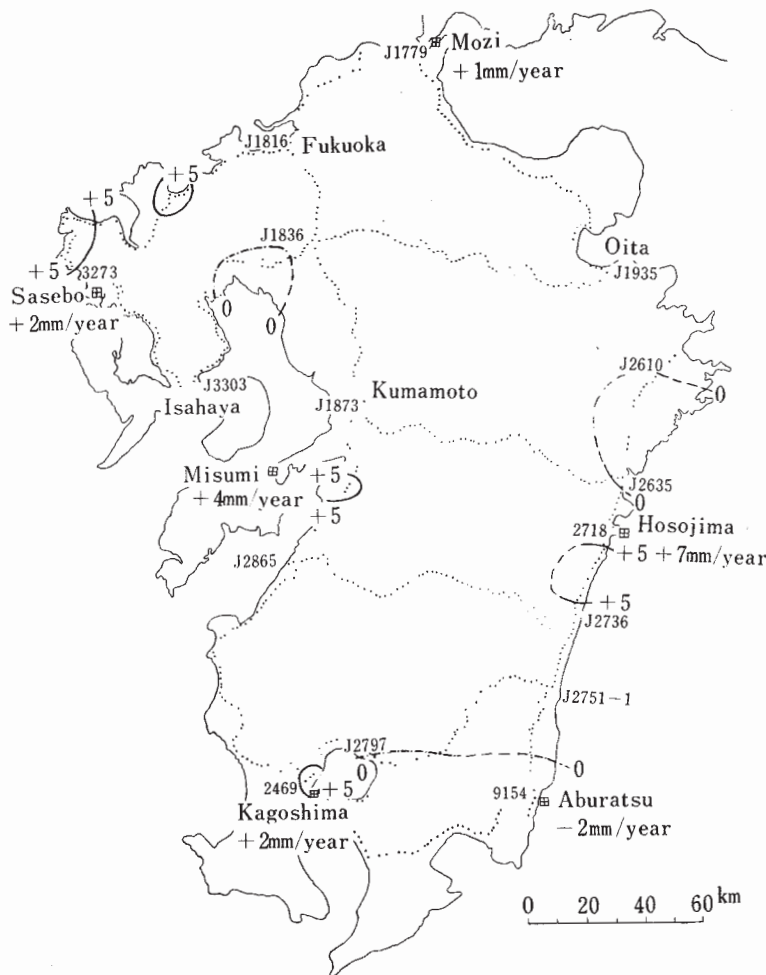 J1779 Mozi
+1mm/year
J1816 Fukuoka
+5
+5
J1836
Oita
+5 3273
J1935
Sasebo
0 0
+2mm/year
J2610
J3303
0
Isahaya
J1873 Kumamoto
Misumi
+5
+4mm/year
J2635
+5
0
2718 Hosojima
J2865
+5 +7mm/year
+5
J2736
J2751-1
J2797
0 0
2469 +5
9154 Aburatsu
Kagoshima
-2mm/year
+2mm/year
0 20 40 60 km